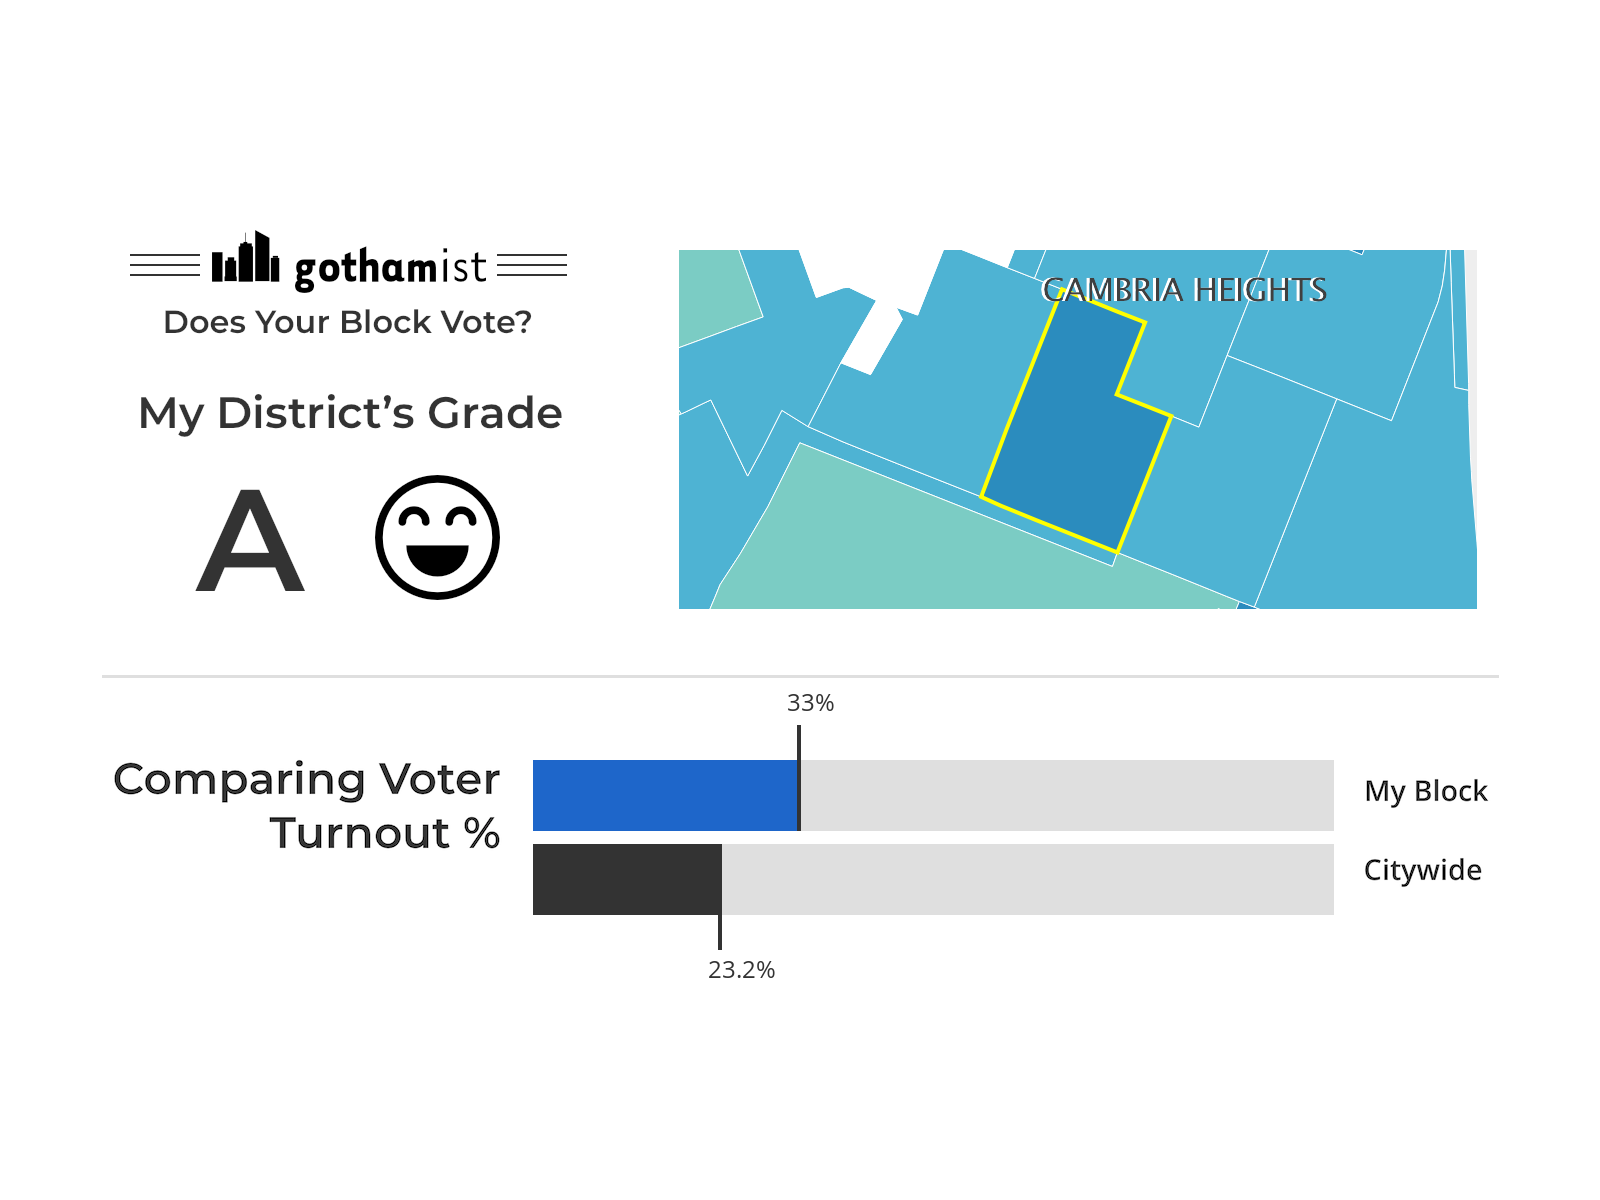 gothamist
Does Your Block Vote?
My District’s Grade
A
CAMBRIA HEIGHTS
33%
Comparing Voter
Turnout %
My Block
Citywide
23.2%